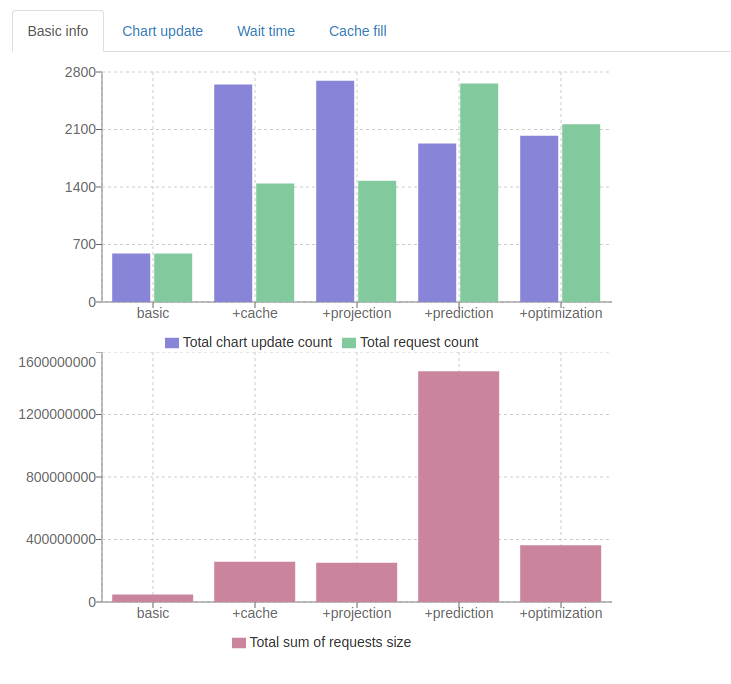 Basic info Chart update Wait time Cache fill
2800
2100
1400
700
0
basic +cache +projection +prediction +optimization
Total chart update count Total request count
1600000000
1200000000
800000000
400000000
0
basic +cache +projection +prediction +optimization
Total sum of requests size